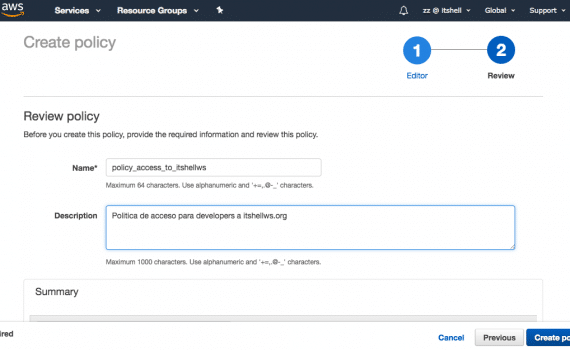 aws Services Resource Groups zz @ itshell Global Support
Create policy
1 2
Editor Review
Review policy
Before you create this policy, provide the required information and review this policy.
Name* policy_access_to_itshellws
Maximum 64 characters. Use alphanumeric and '+=,.@-_' characters.
Description Politica de acceso para developers a itshellws.org
Maximum 1000 characters. Use alphanumeric and '+=,.@-_' characters.
Summary
ired Cancel Previous Create po